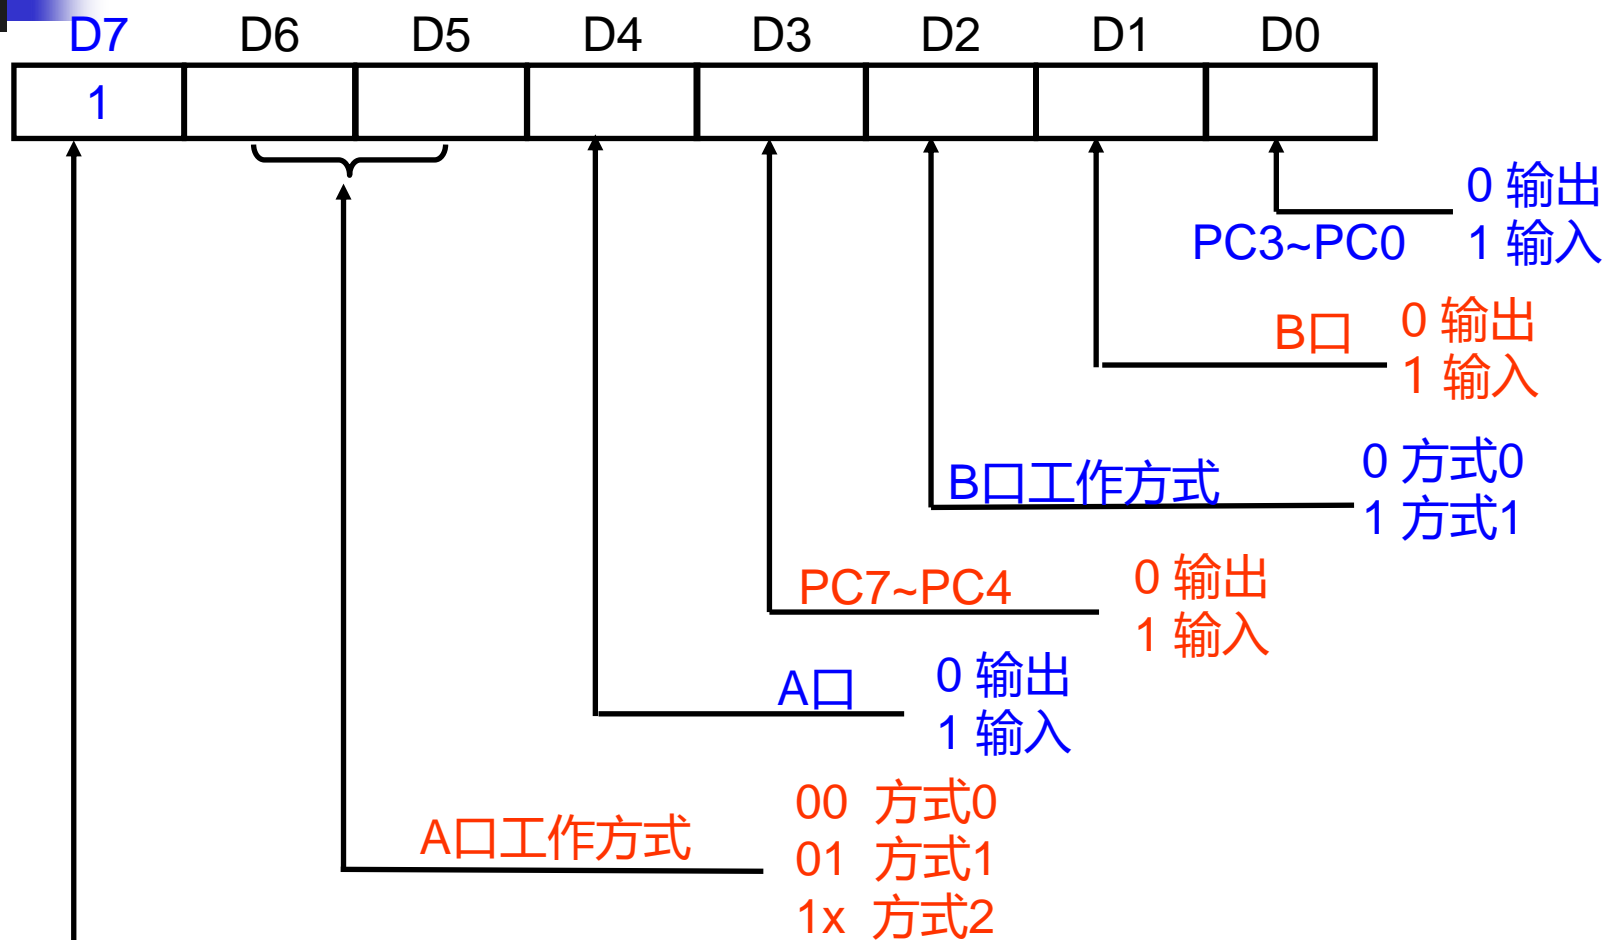 D7 D6 D5 D4 D3 D2 D1 D0
1
0 输出
PC3~PC0 1 输入
B口 0 输出
1 输入
B口工作方式 0 方式0
1 方式1
PC7~PC4 0 输出
1 输入
A口 0 输出
1 输入
00 方式0
A口工作方式 01 方式1
1x 方式2